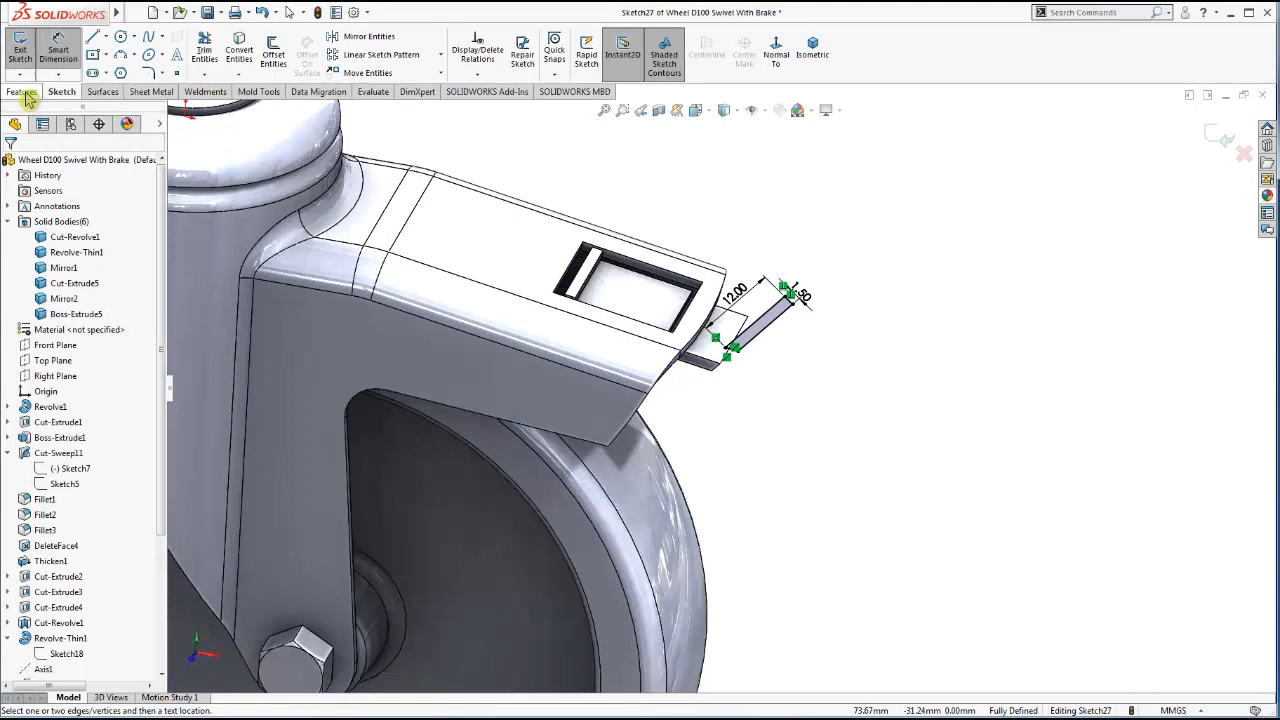 SOLIDWORKS
Sketch27 of Wheel D100 Swivel With Brake *
Search Commands
Exit Sketch
Smart Dimension
Trim Entities
Convert Entities
Offset Entities
Offset On Surface
Mirror Entities
Linear Sketch Pattern
Move Entities
Display/Delete Relations
Repair Sketch
Quick Snaps
Rapid Sketch
Instant2D
Shaded Sketch Contours
Centerline
Center Mark
Normal To
Isometric
Features
Sketch
Surfaces
Sheet Metal
Weldments
Mold Tools
Data Migration
Evaluate
DimXpert
SOLIDWORKS Add-Ins
SOLIDWORKS MBD
Wheel D100 Swivel With Brake (Defau
History
Sensors
Annotations
Solid Bodies(6)
Cut-Revolve1
Revolve-Thin1
Mirror1
Cut-Extrude5
Mirror2
Boss-Extrude5
Material <not specified>
Front Plane
Top Plane
Right Plane
Origin
Revolve1
Cut-Extrude1
Boss-Extrude1
Cut-Sweep11
(-) Sketch7
Sketch5
Fillet1
Fillet2
Fillet3
DeleteFace4
Thicken1
Cut-Extrude2
Cut-Extrude3
Cut-Extrude4
Cut-Revolve1
Revolve-Thin1
Sketch18
Axis1
12.00
1.50
Model
3D Views
Motion Study 1
Select one or two edges/vertices and then a text location.
73.67mm
-31.24mm
0.00mm
Fully Defined
Editing Sketch27
MMGS